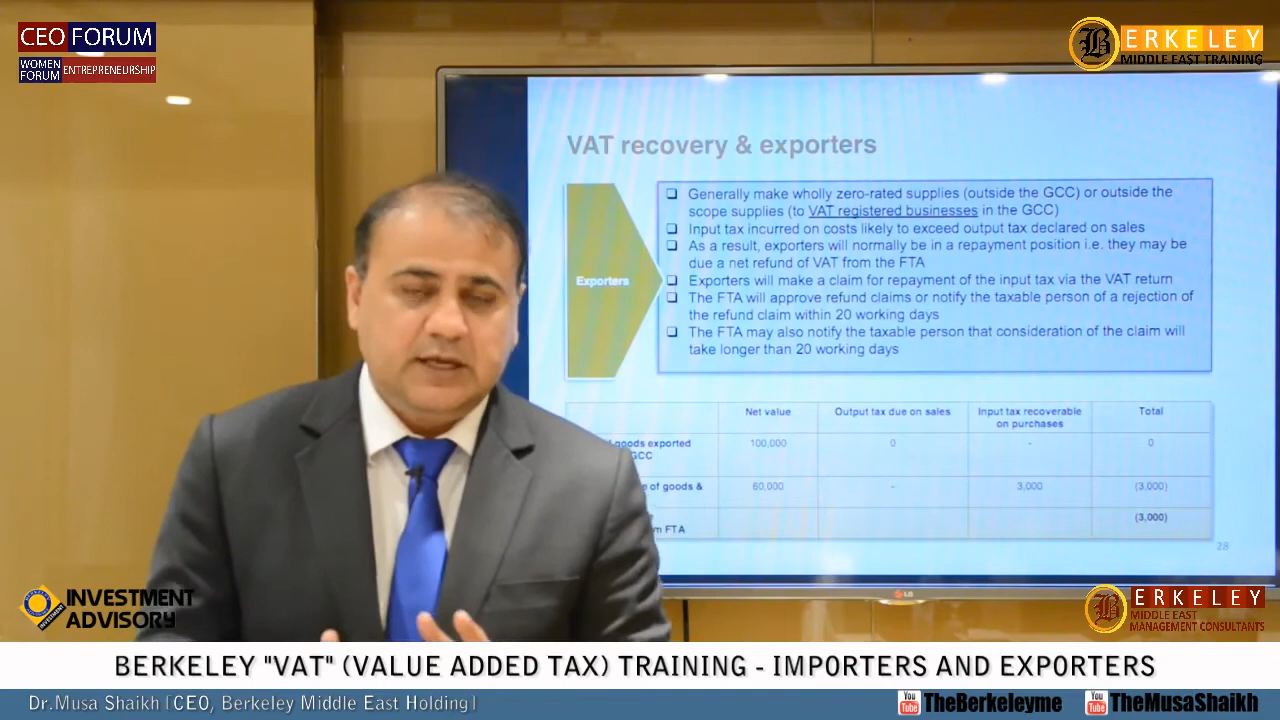 CEO FORUM
WOMEN FORUM ENTREPRENEURSHIP
BERKELEY
MIDDLE EAST TRAINING
VAT recovery & exporters
Exporters
❑ Generally make wholly zero-rated supplies (outside the GCC) or outside the
scope supplies (to VAT registered businesses in the GCC)
❑ Input tax incurred on costs likely to exceed output tax declared on sales
❑ As a result, exporters will normally be in a repayment position i.e. they may be
due a net refund of VAT from the FTA
❑ Exporters will make a claim for repayment of the input tax via the VAT return
❑ The FTA will approve refund claims or notify the taxable person of a rejection of
the refund claim within 20 working days
❑ The FTA may also notify the taxable person that consideration of the claim will
take longer than 20 working days
Net value Output tax due on sales Input tax recoverable on purchases Total
goods exported GCC 100,000 0 - 0
of goods & 60,000 - 3,000 (3,000)
FTA (3,000)
28
LG
INVESTMENT
ADVISORY
BERKELEY
MIDDLE EAST
MANAGEMENT CONSULTANTS
BERKELEY "VAT" (VALUE ADDED TAX) TRAINING - IMPORTERS AND EXPORTERS
Dr.Musa Shaikh [CEO, Berkeley Middle East Holding]
You Tube TheBerkeleyme
You Tube TheMusaShaikh